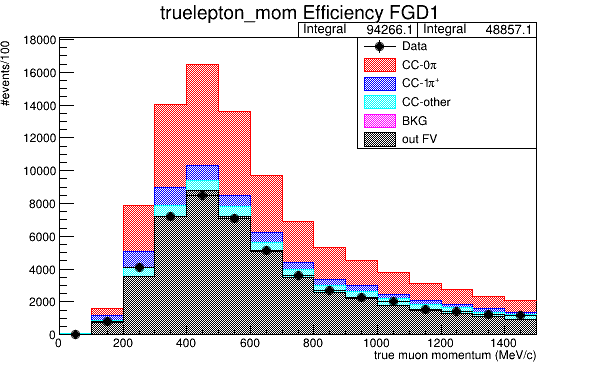 truelepton_mom Efficiency FGD1
Integral 94266.1 Integral 48857.1
Data
CC-0π
CC-1π⁺
CC-other
BKG
out FV
#events/100
18000
16000
14000
12000
10000
8000
6000
4000
2000
0
0 200 400 600 800 1000 1200 1400
true muon momentum (MeV/c)